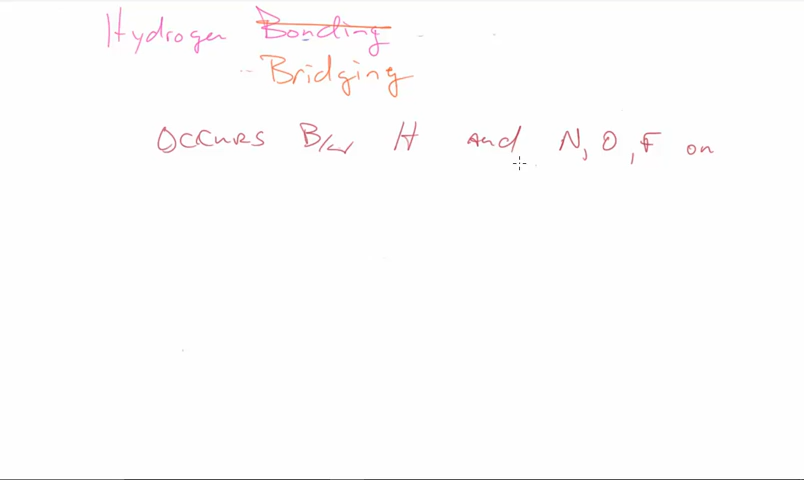 Hydrogen Bonding
Bridging
Occurs B/w H and N, O, F on